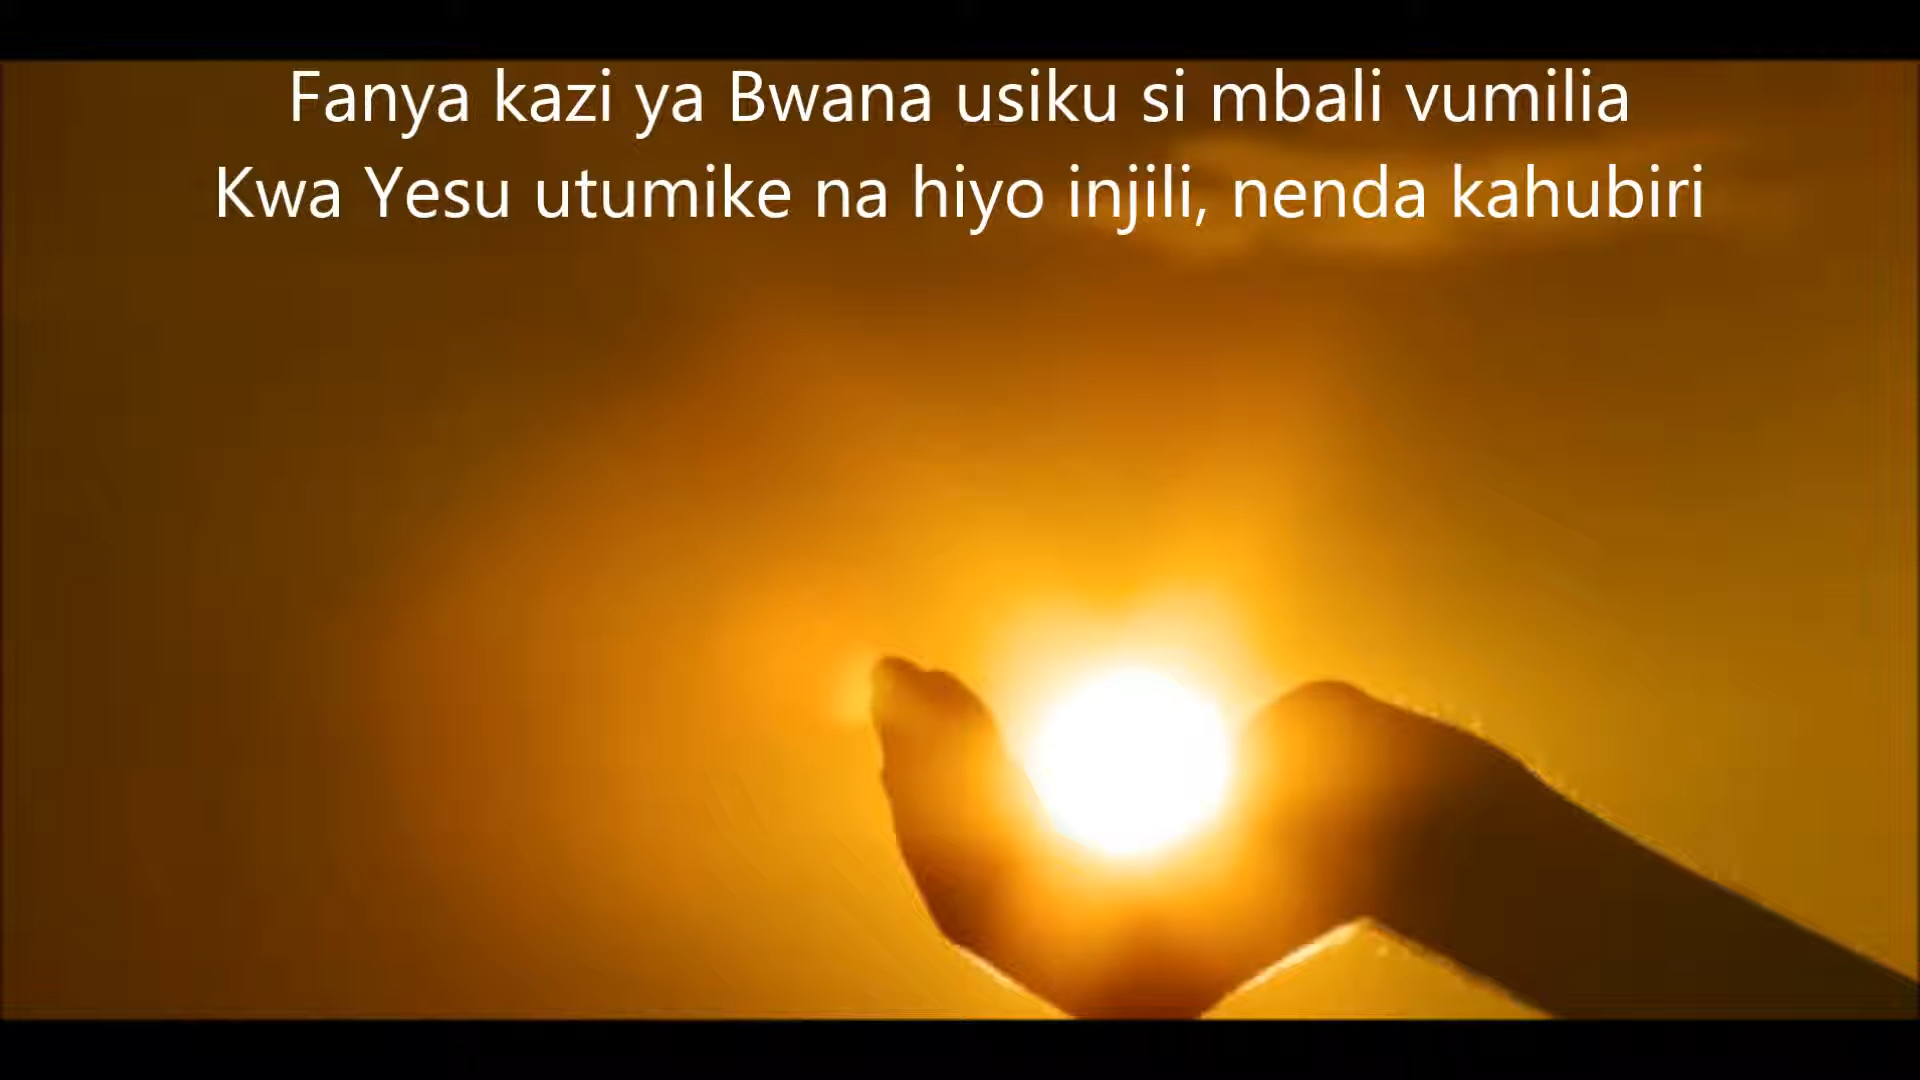 Fanya kazi ya Bwana usiku si mbali vumilia
Kwa Yesu utumike na hiyo injili, nenda kahubiri